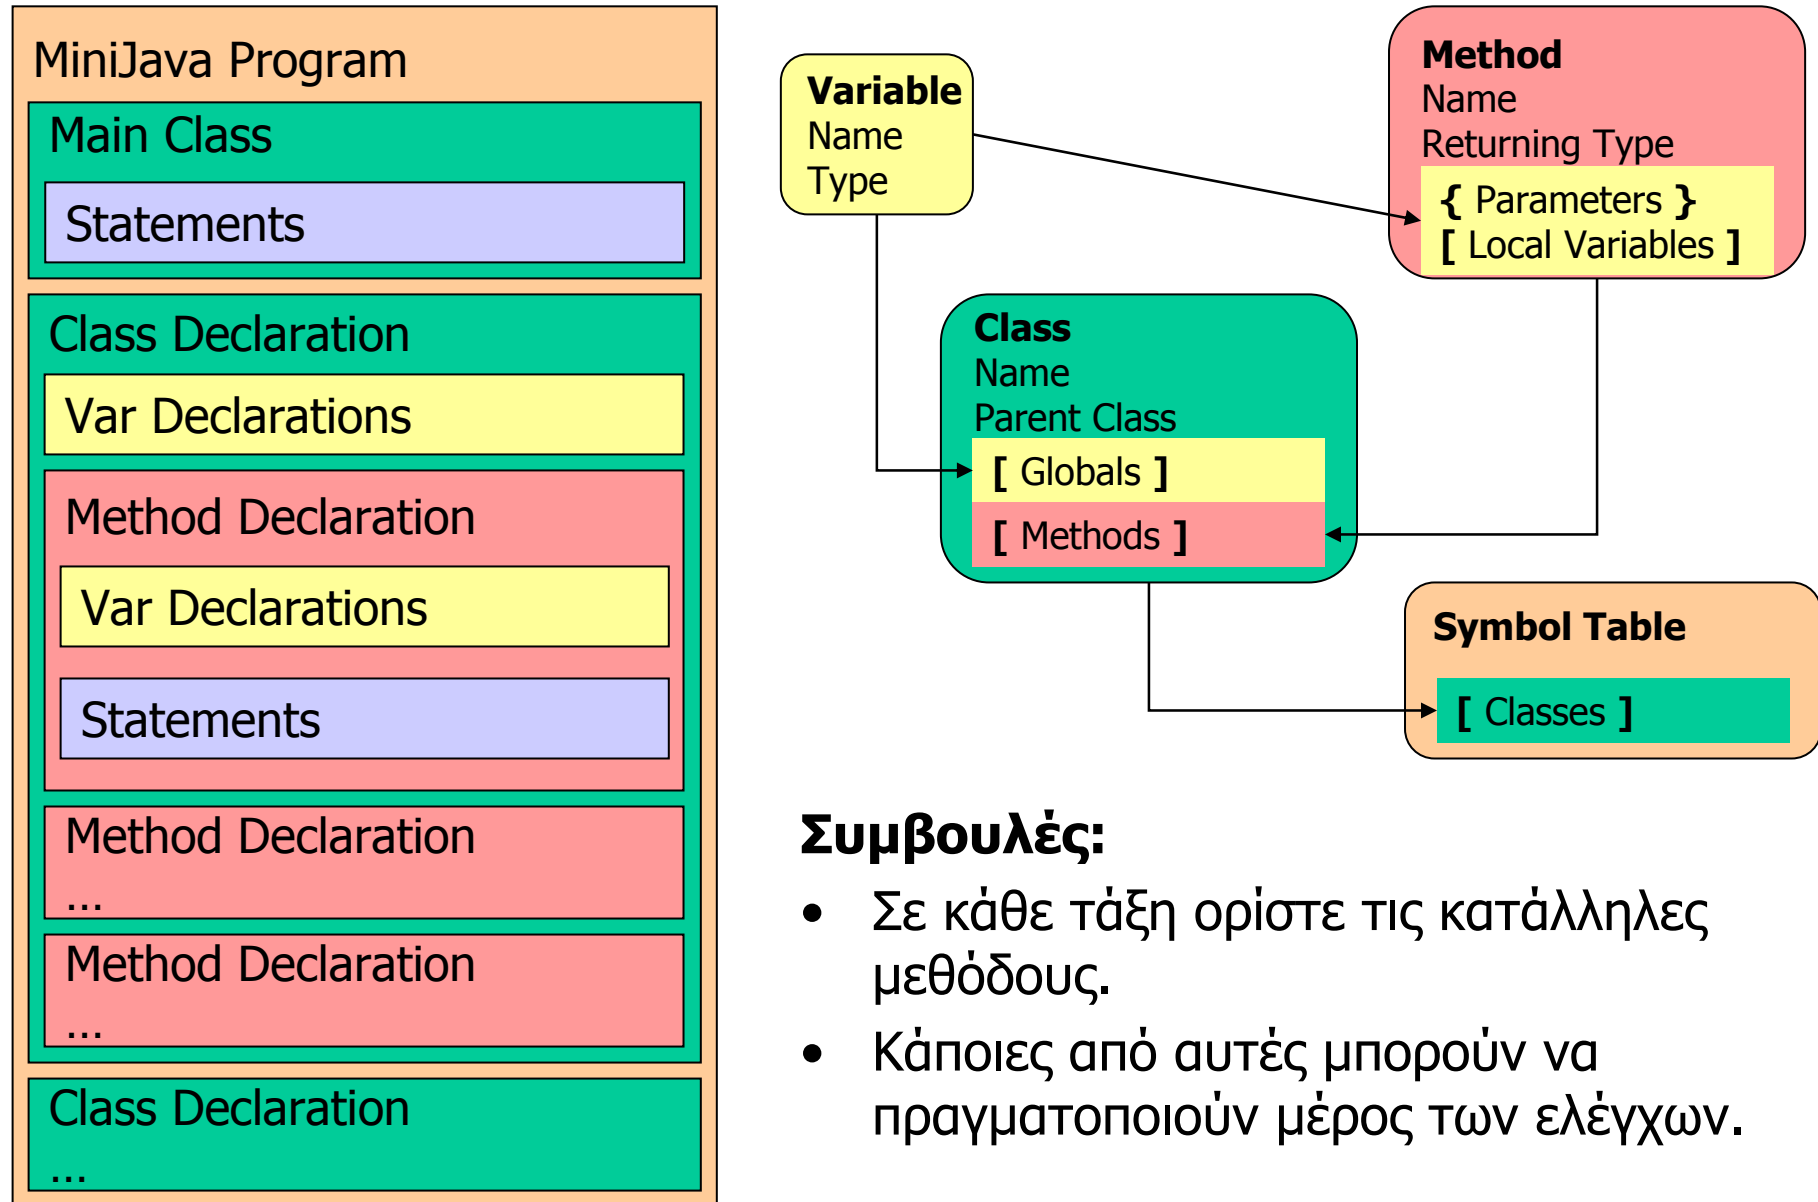 MiniJava Program
Main Class
Statements
Class Declaration
Var Declarations
Method Declaration
Var Declarations
Statements
Method Declaration
...
Method Declaration
...
Class Declaration
...
Variable
Name
Type
Method
Name
Returning Type
{ Parameters }
[ Local Variables ]
Class
Name
Parent Class
[ Globals ]
[ Methods ]
Symbol Table
[ Classes ]
Συμβουλές:
• Σε κάθε τάξη ορίστε τις κατάλληλες
μεθόδους.
• Κάποιες από αυτές μπορούν να
πραγματοποιούν μέρος των ελέγχων.